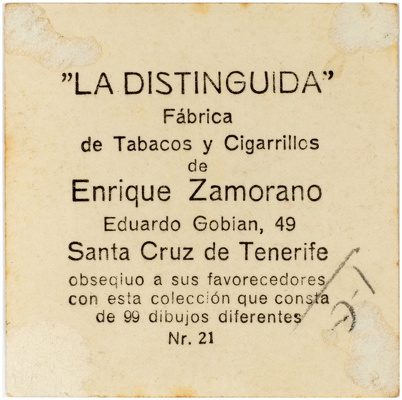 "LA DISTINGUIDA"
Fábrica
de Tabacos y Cigarrillos
de
Enrique Zamorano
Eduardo Gobian, 49
Santa Cruz de Tenerife
obseqiuo a sus favorecedores
con esta colección que consta
de 99 dibujos diferentes
Nr. 21